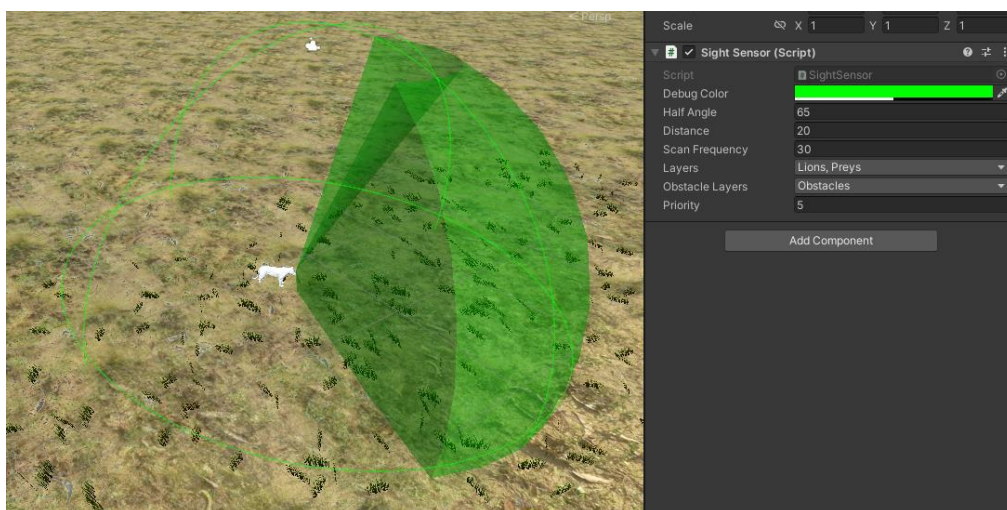 Persp
Scale X 1 Y 1 Z 1
# Sight Sensor (Script)
Script # SightSensor
Debug Color
Half Angle 65
Distance 20
Scan Frequency 30
Layers Lions, Preys
Obstacle Layers Obstacles
Priority 5
Add Component